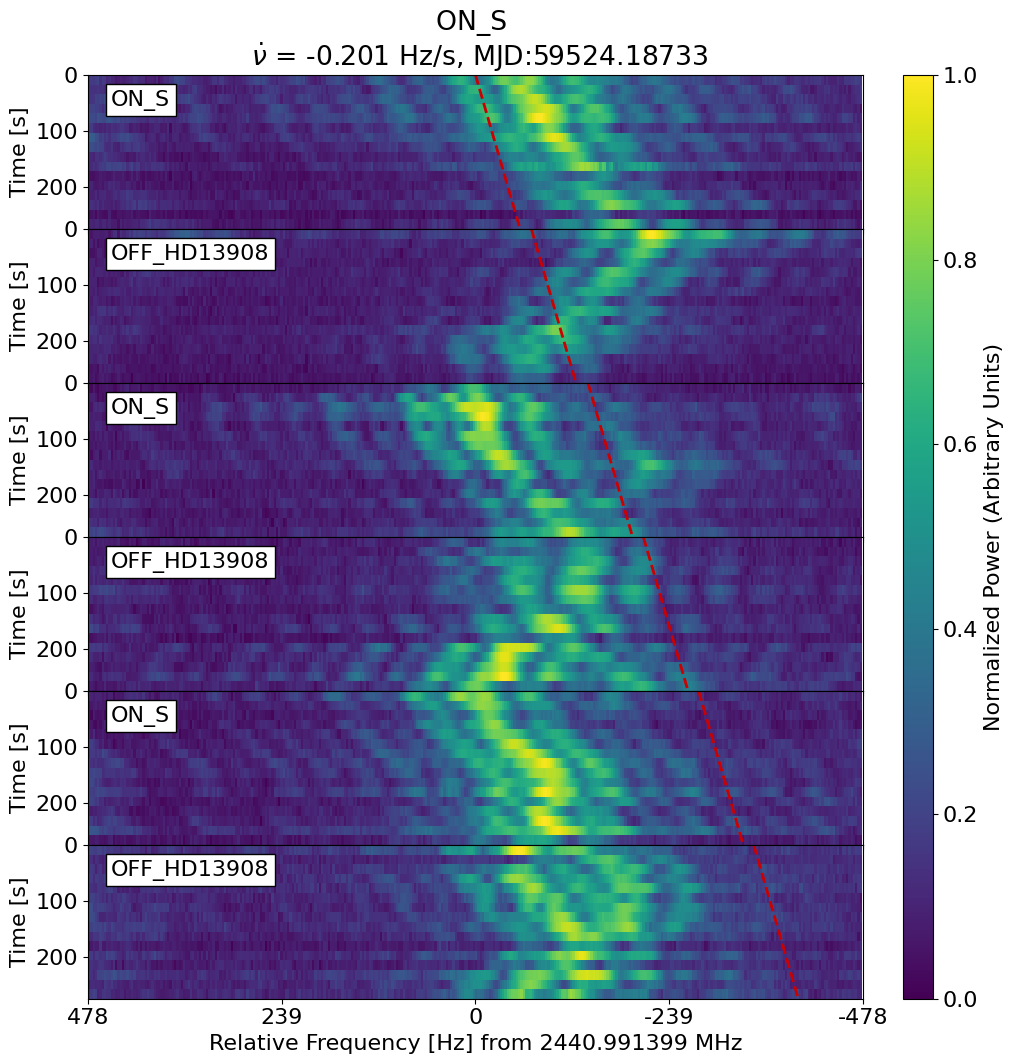 ON_S
ν̇ = -0.201 Hz/s, MJD:59524.18733
0
100
200
Time [s]
ON_S
0
100
200
Time [s]
OFF_HD13908
0
100
200
Time [s]
ON_S
0
100
200
Time [s]
OFF_HD13908
0
100
200
Time [s]
ON_S
0
100
200
Time [s]
OFF_HD13908
478
239
0
-239
-478
Relative Frequency [Hz] from 2440.991399 MHz
1.0
0.8
0.6
0.4
0.2
0.0
Normalized Power (Arbitrary Units)